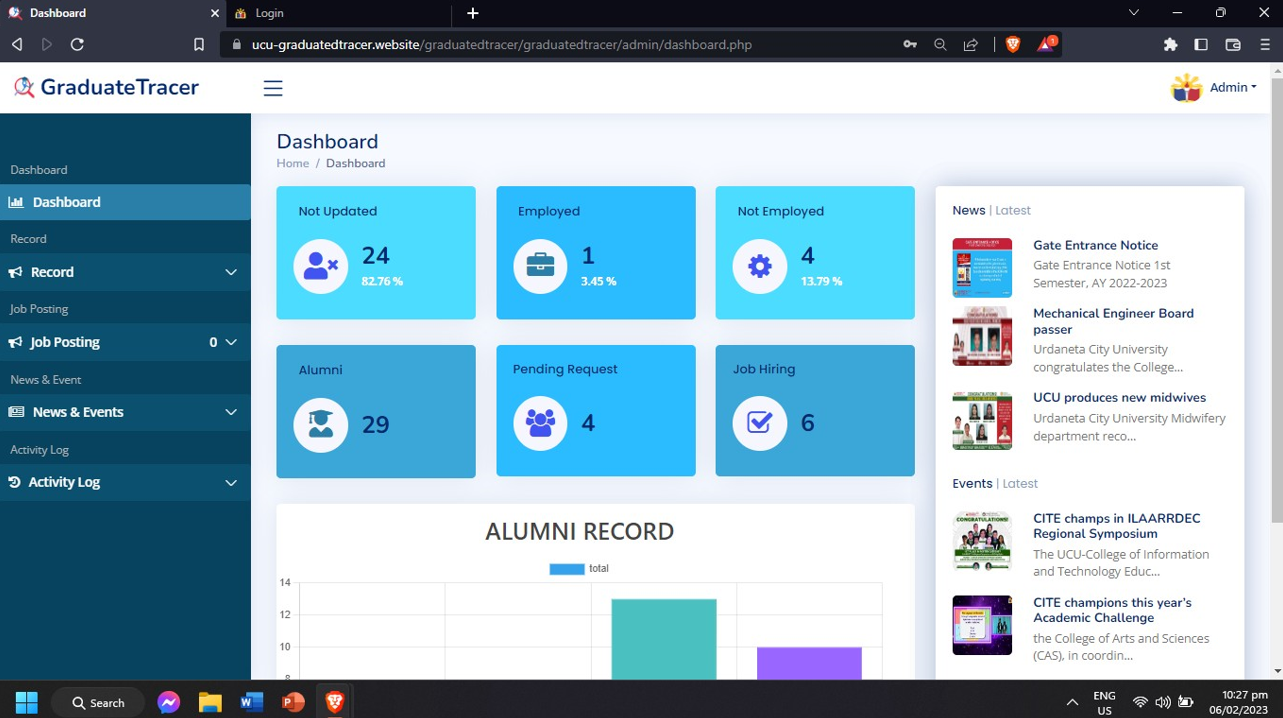 Dashboard
Login
ucu-graduatedtracer.website/graduatedtracer/graduatedtracer/admin/dashboard.php
1
GraduateTracer
Admin
Dashboard
Dashboard
Record
Record
Job Posting
Job Posting 0
News & Event
News & Events
Activity Log
Activity Log
Dashboard
Home / Dashboard
Not Updated
24
82.76 %
Employed
1
3.45 %
Not Employed
4
13.79 %
Alumni
29
Pending Request
4
Job Hiring
6
ALUMNI RECORD
total
14
12
10
8
News | Latest
Gate Entrance Notice
Gate Entrance Notice 1st
Semester, AY 2022-2023
Mechanical Engineer Board
passer
Urdaneta City University
congratulates the College...
UCU produces new midwives
Urdaneta City University Midwifery
department reco...
Events | Latest
CONGRATULATIONS!
CITE champs in ILAARRDEC
Regional Symposium
The UCU-College of Information
and Technology Educ...
CITE champions this year's
Academic Challenge
the College of Arts and Sciences
(CAS), in coordin...
Search
ENG
US
10:27 pm
06/02/2023